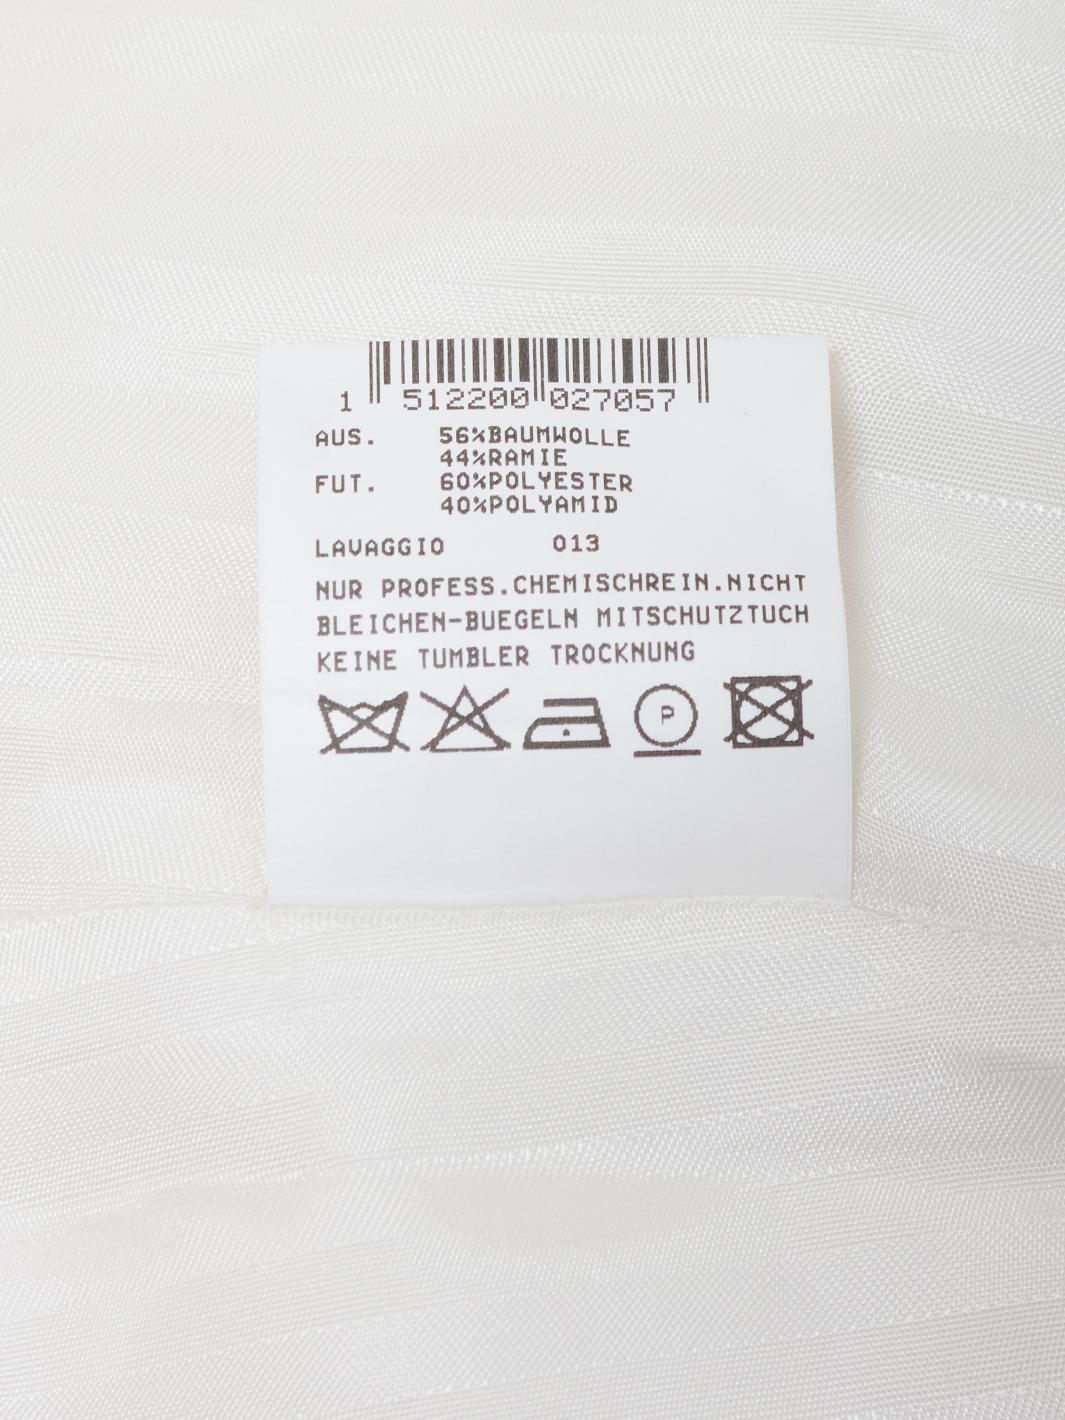 1 512200 027057
AUS. 56%BAUMWOLLE
44%RAMIE
FUT. 60%POLYESTER
40%POLYAMID
LAVAGGIO 013
NUR PROFESS.CHEMISCHREIN.NICHT
BLEICHEN-BUEGELN MITSCHUTZTUCH
KEINE TUMBLER TROCKNUNG
P